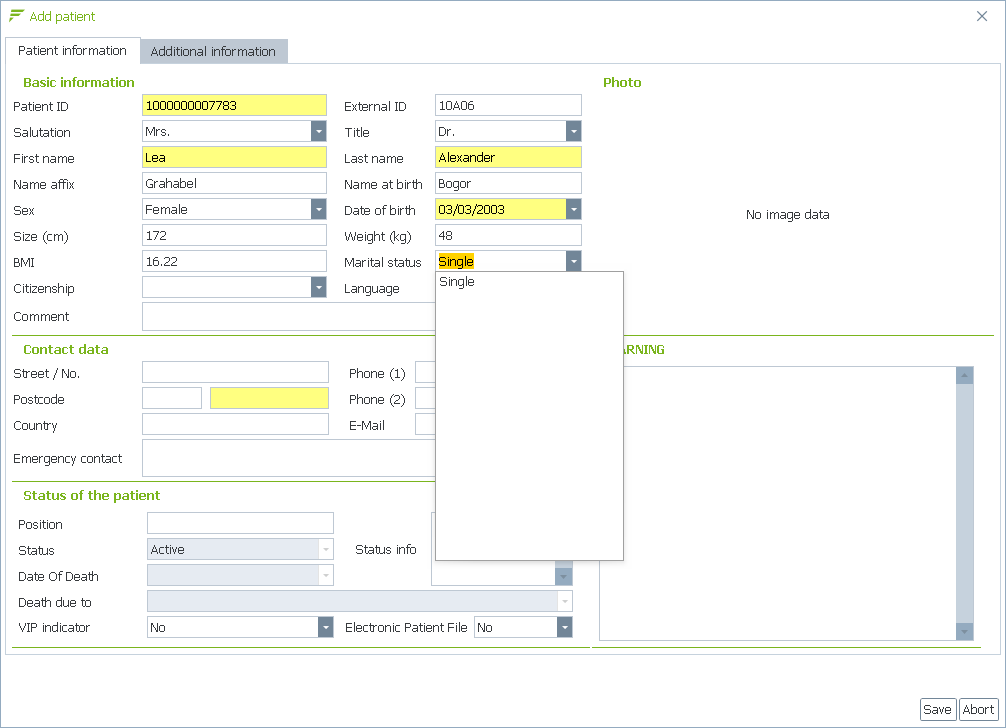 Add patient
Patient information Additional information
Basic information Photo
Patient ID 1000000007783 External ID 10A06
Salutation Mrs. Title Dr.
First name Lea Last name Alexander
Name affix Grahabel Name at birth Bogor
Sex Female Date of birth 03/03/2003
No image data
Size (cm) 172 Weight (kg) 48
BMI 16.22 Marital status Single
Citizenship Language Single
Comment
Contact data ARNING
Street / No. Phone (1)
Postcode Phone (2)
Country E-Mail
Emergency contact
Status of the patient
Position
Status Active Status info
Date Of Death
Death due to
VIP indicator No Electronic Patient File No
Save Abort